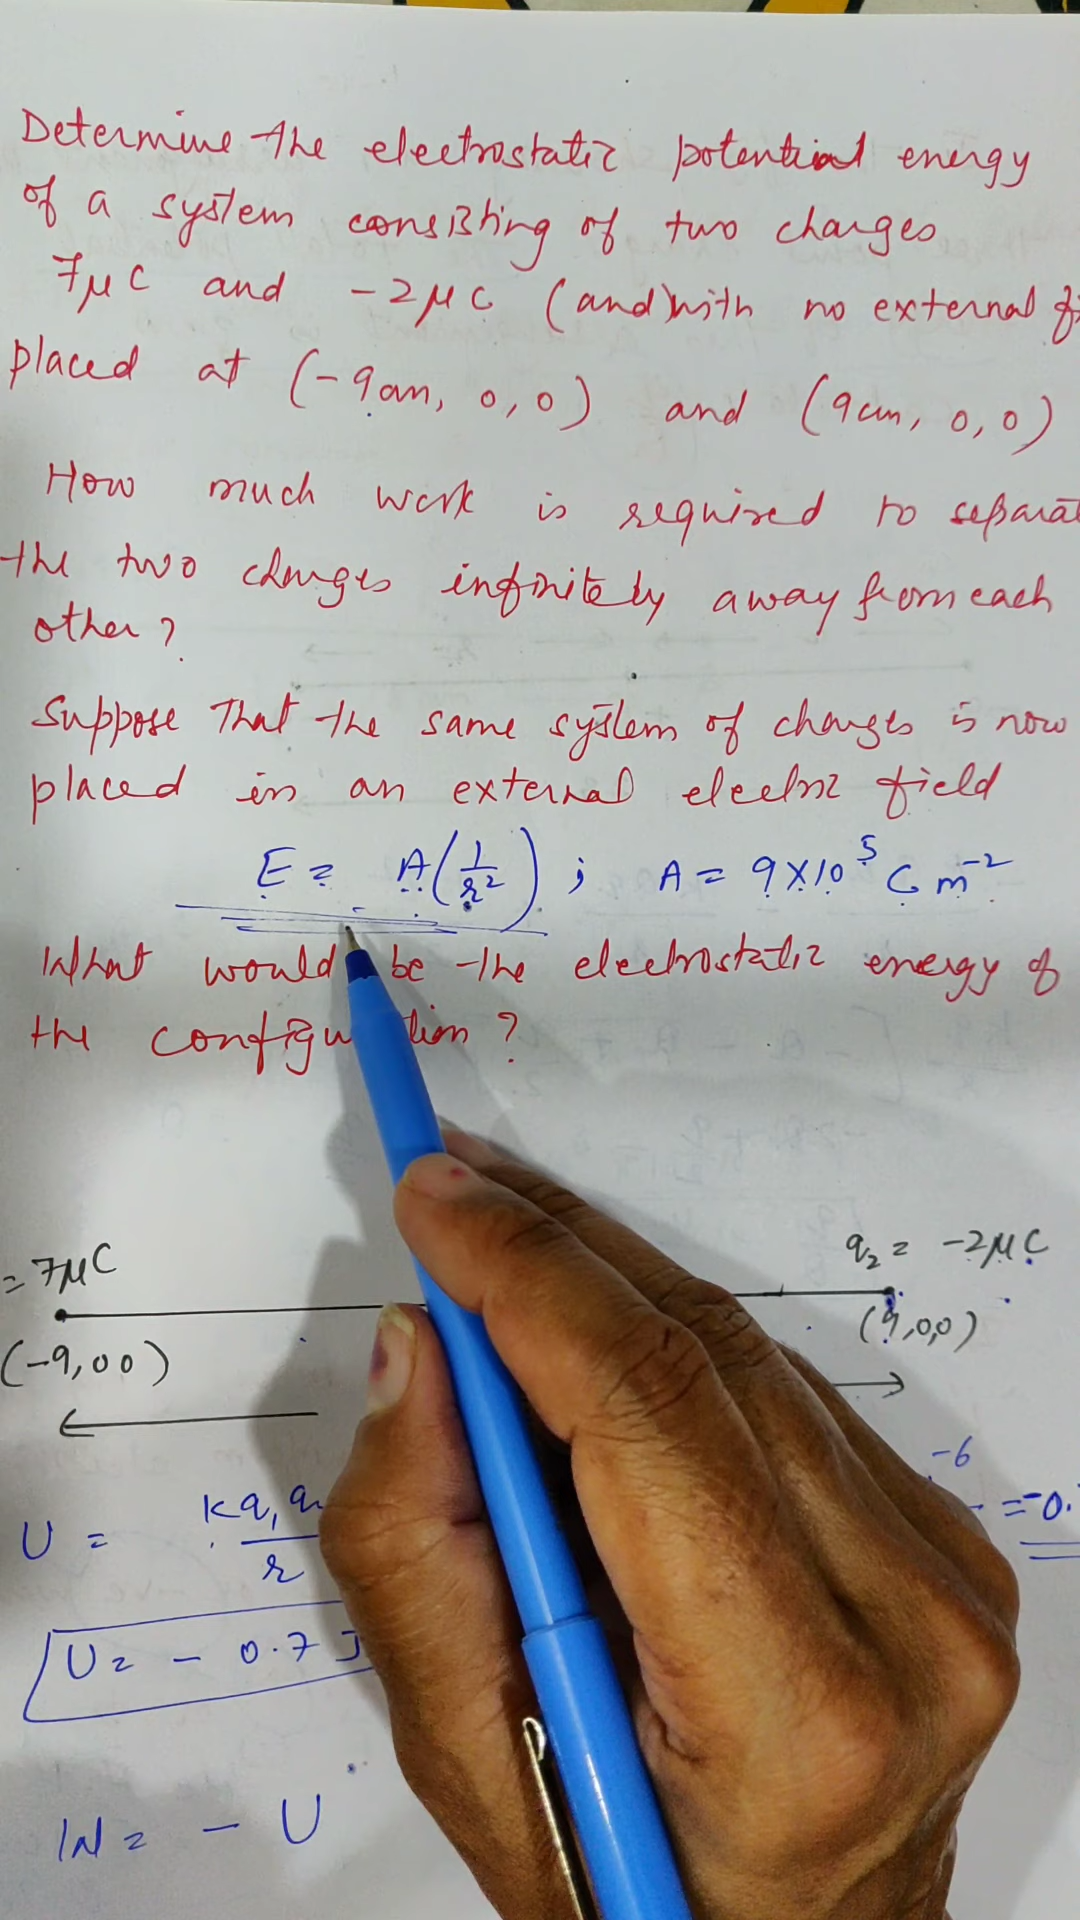 Determine the electrostatic potential energy
of a system consisting of two charges
7μC and -2μC (and) with no external
placed at (-9cm, 0,0) and (9cm, 0,0)
How much work is required to
the two charges infinitely away from each
other?
Suppose that the same system of charges is now
placed in an external electric field
E = A(1/r²) ; A = 9×10⁵ C m⁻²
What would be the electrostatic energy of
the
q₂ = -2μC
= 7μC
(9,0,0)
(-9,00)
U = Kq₁q / r
-6
= -0.
U = - 0.7 J
W = - U